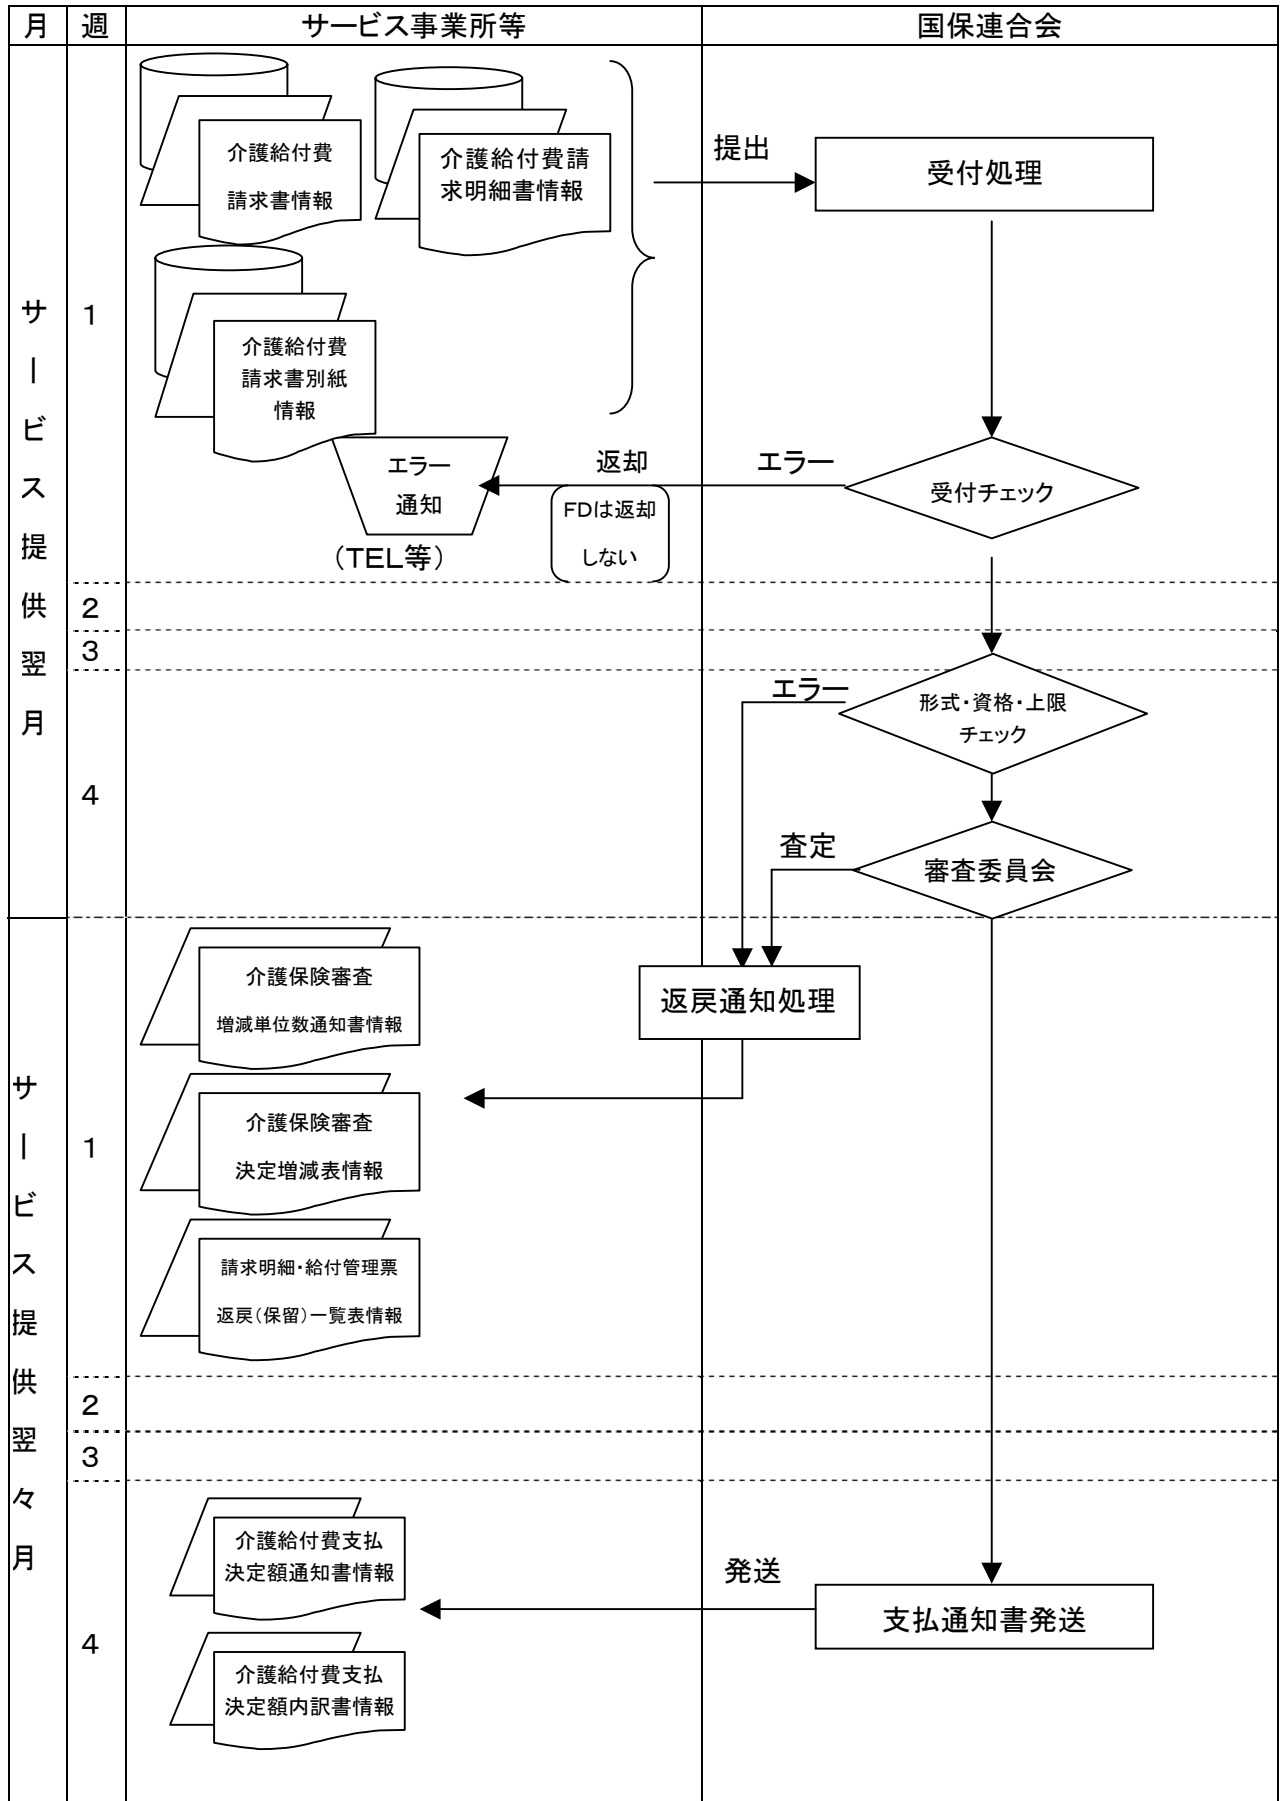 月 週 サービス事業所等 国保連合会
サービス提供翌月
1
介護給付費
請求書情報
介護給付費請
求明細書情報
提出
受付処理
介護給付費
請求書別紙
情報
エラー
通知
(TEL等)
返却
FDは返却
しない
エラー
受付チェック
2
3
4
エラー
形式・資格・上限
チェック
査定
審査委員会
サービス提供翌々月
1
介護保険審査
増減単位数通知書情報
返戻通知処理
介護保険審査
決定増減表情報
請求明細・給付管理票
返戻(保留)一覧表情報
2
3
4
介護給付費支払
決定額通知書情報
発送
支払通知書発送
介護給付費支払
決定額内訳書情報